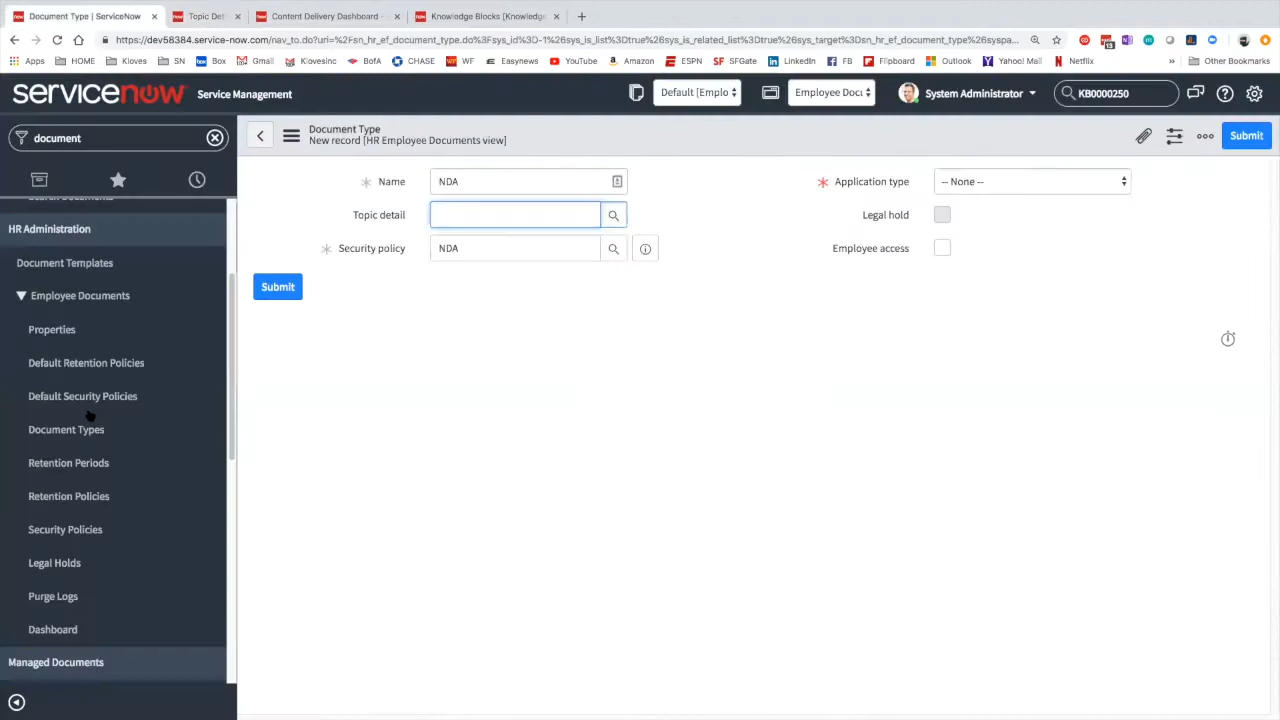 Document Type | ServiceNow
Topic Det
Content Delivery Dashboard -
Knowledge Blocks [Knowledge
https://dev58384.service-now.com/nav_to.do?uri=%2Fsn_hr_ef_document_type.do%3Fsys_id%3D-1%26sys_is_list%3Dtrue%26sys_is_related_list%3Dtrue%26sys_target%3Dsn_hr_ef_document_type%26syspa...
13
Apps HOME Kloves SN Box Gmail Klovesinc BofA CHASE WF Easynews YouTube Amazon ESPN SFGate LinkedIn FB Flipboard Outlook Yahoo! Mail Netflix » Other Bookmarks
servicenow Service Management
Default [Emplo
Employee Docu
System Administrator
KB0000250
document
HR Administration
Document Templates
Employee Documents
Properties
Default Retention Policies
Default Security Policies
Document Types
Retention Periods
Retention Policies
Security Policies
Legal Holds
Purge Logs
Dashboard
Managed Documents
Document Type
New record [HR Employee Documents view]
Submit
Name NDA
Application type -- None --
Topic detail
Legal hold
Security policy NDA
Employee access
Submit